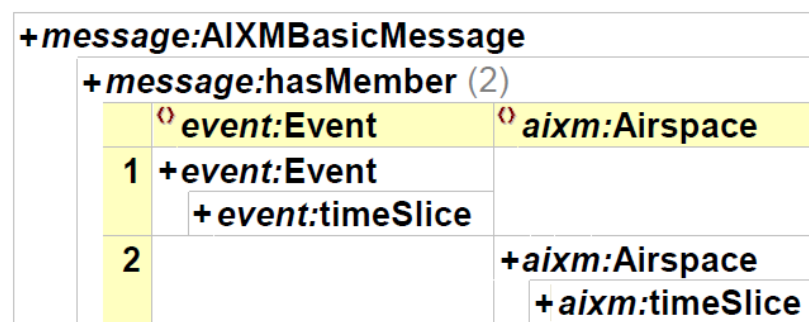 +message:AIXMBasicMessage
+message:hasMember (2)
event:Event aixm:Airspace
1 +event:Event
+event:timeSlice
2 +aixm:Airspace
+aixm:timeSlice